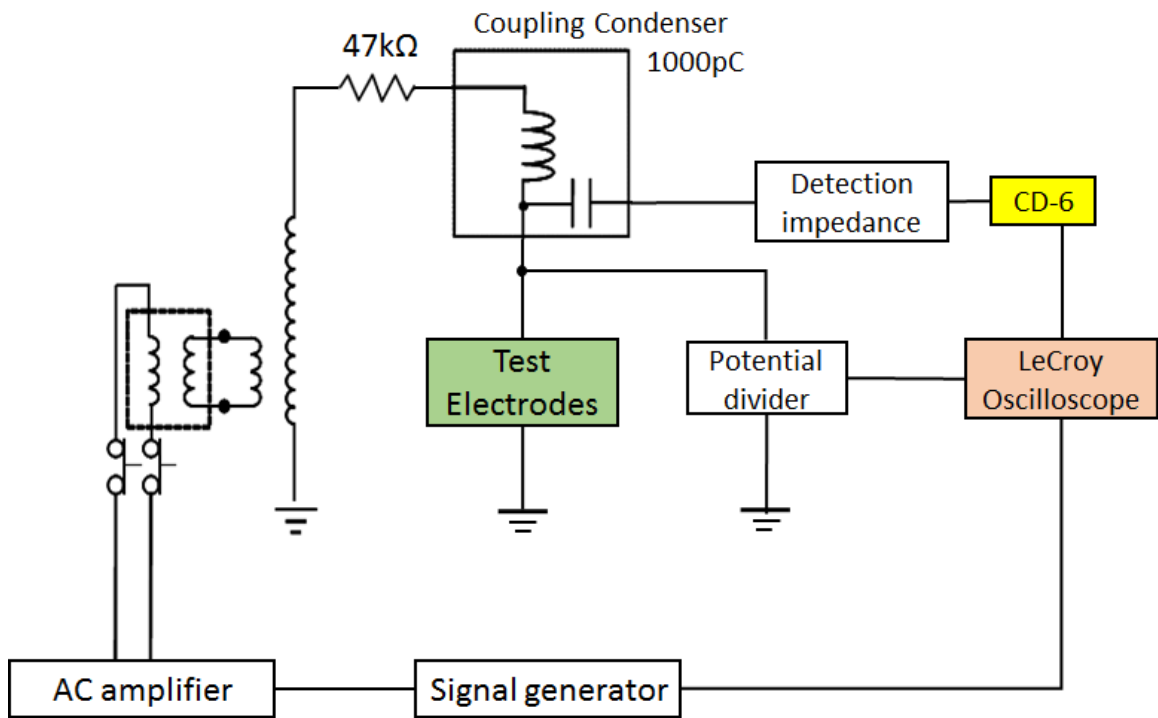 Coupling Condenser
1000pC
47kΩ
Detection
impedance
CD-6
Test
Electrodes
Potential
divider
LeCroy
Oscilloscope
AC amplifier
Signal generator